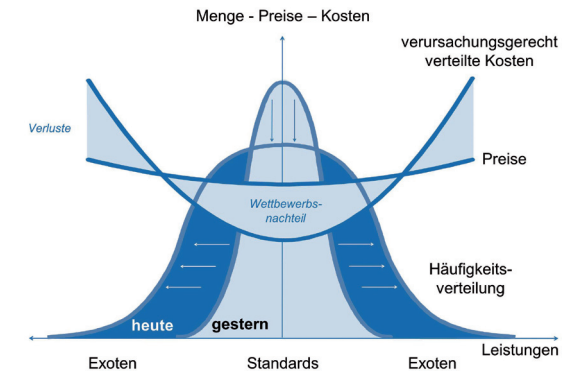 Menge - Preise – Kosten
verursachungsgerecht
verteilte Kosten
Verluste
Preise
Wettbewerbs-
nachteil
Häufigkeits-
verteilung
heute
gestern
Leistungen
Exoten
Standards
Exoten